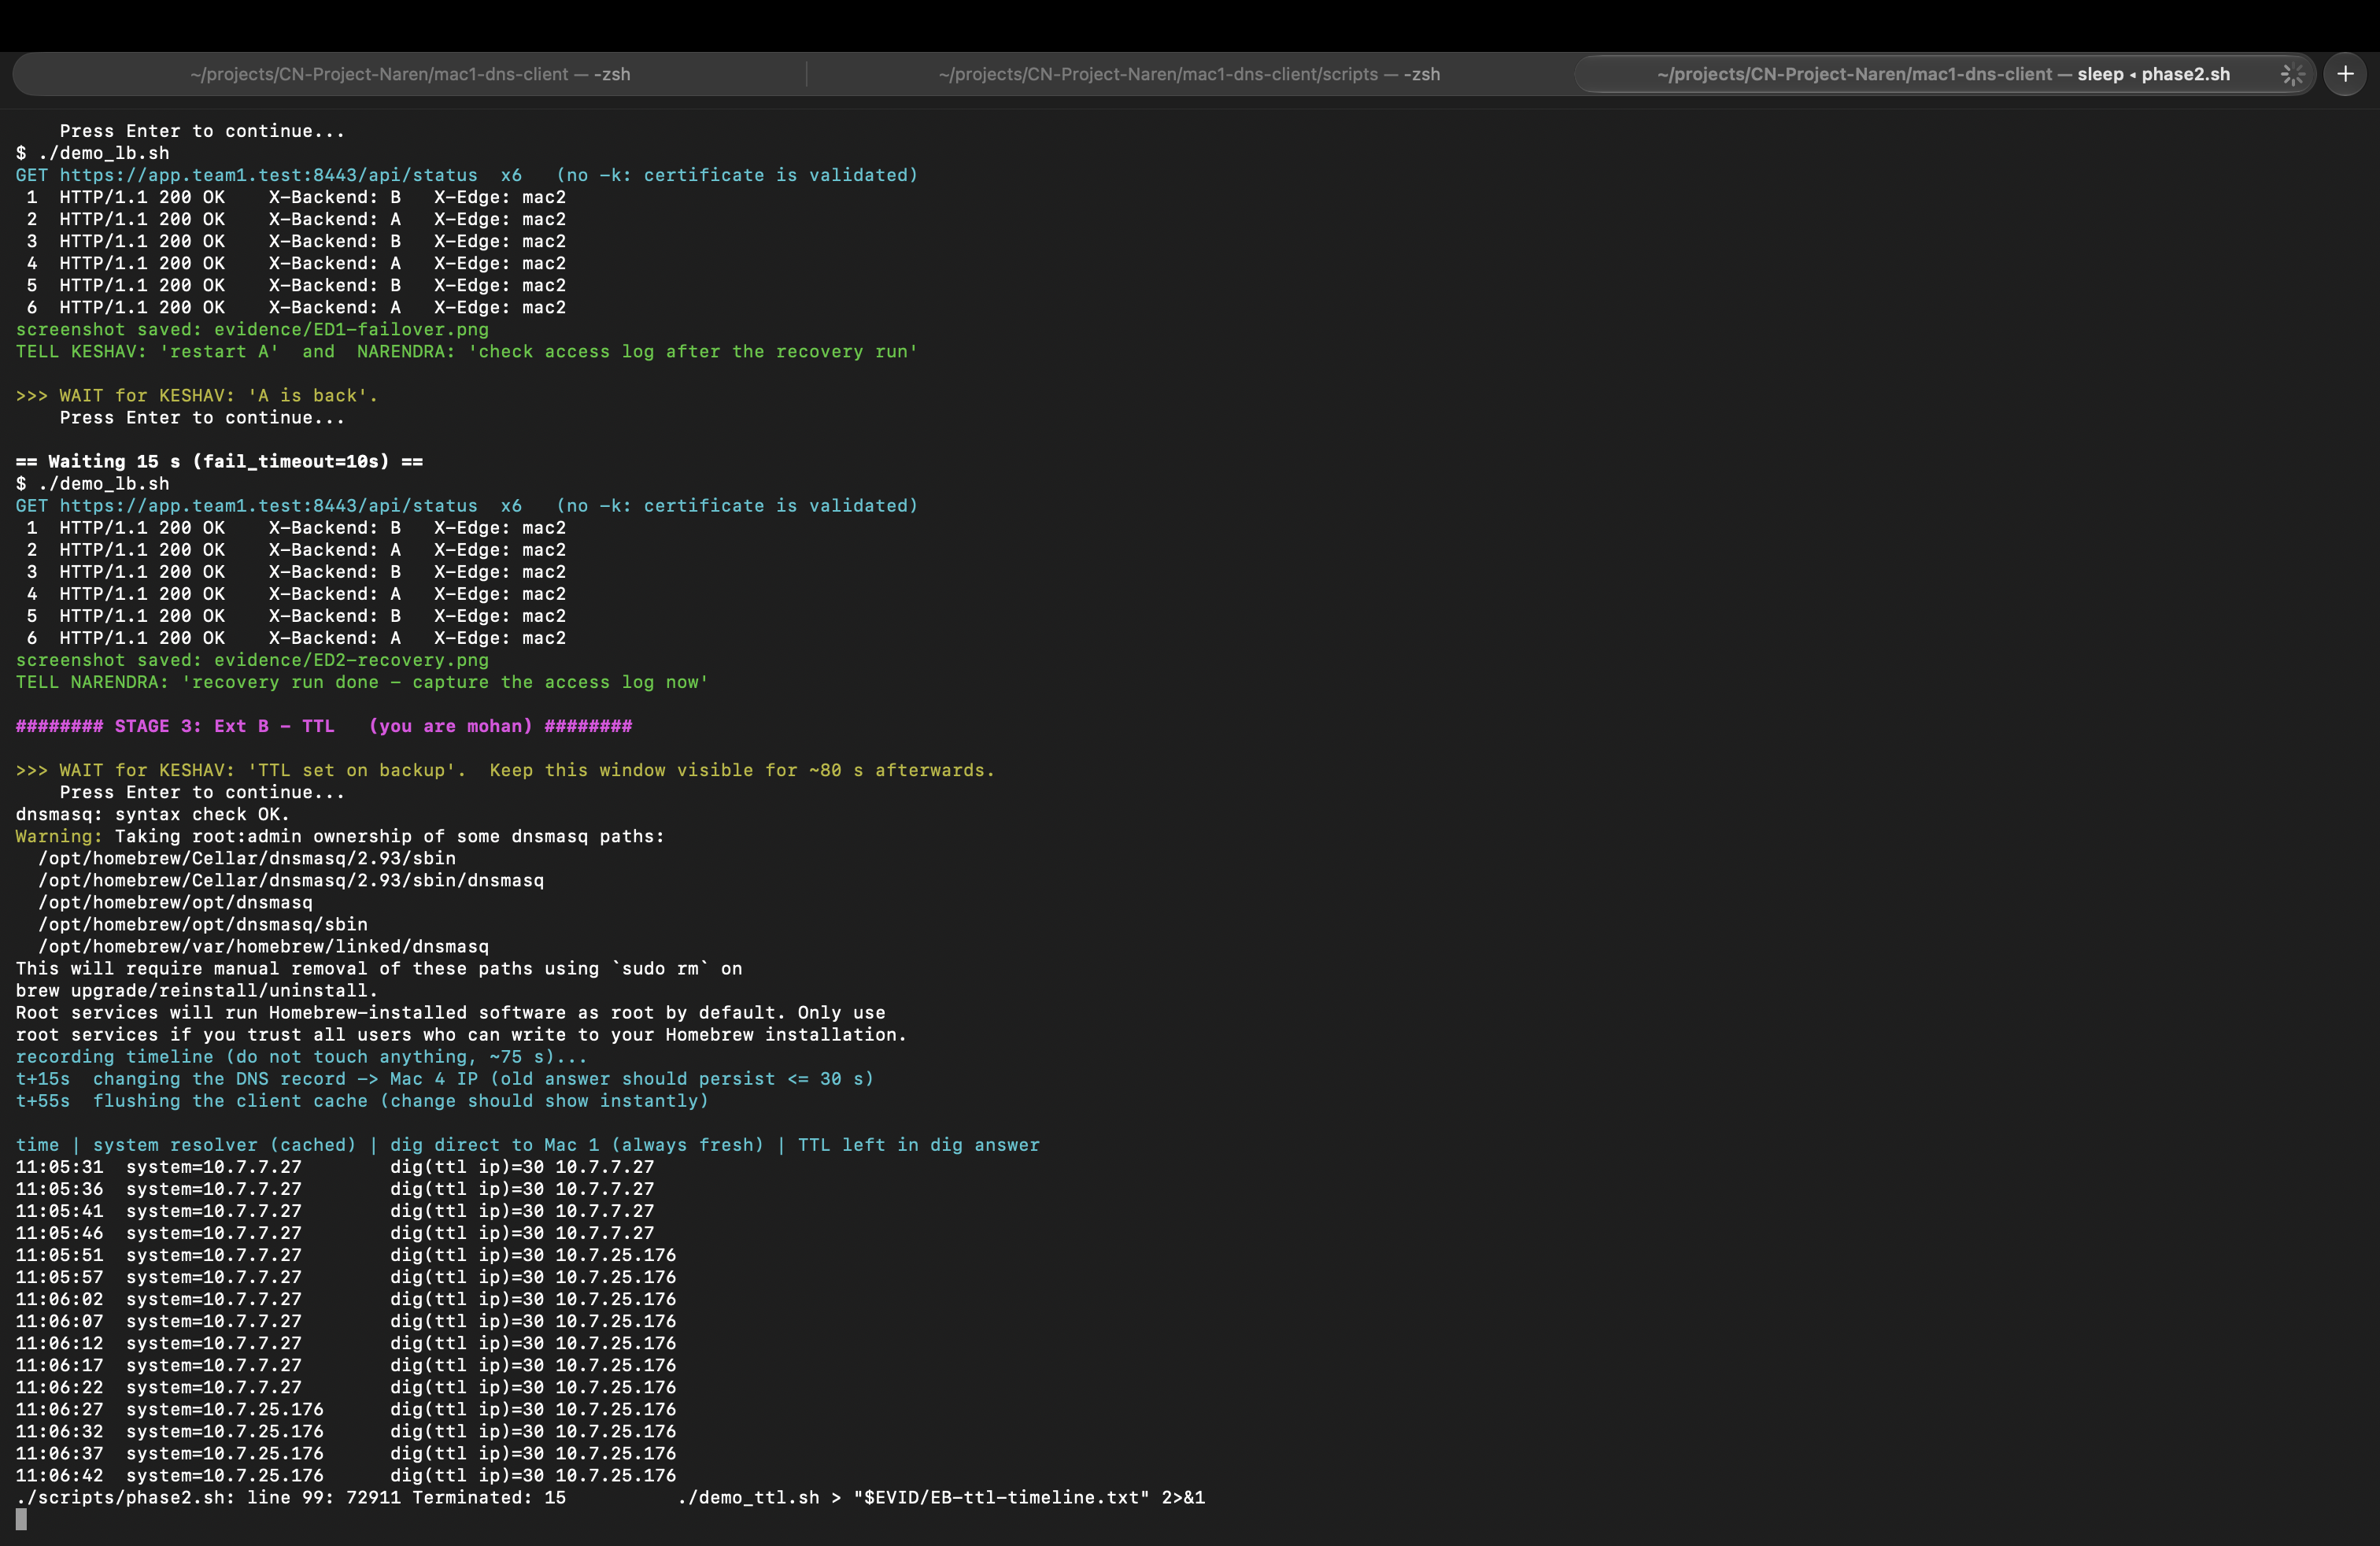 ~/projects/CN-Project-Naren/mac1-dns-client — -zsh
~/projects/CN-Project-Naren/mac1-dns-client/scripts — -zsh
~/projects/CN-Project-Naren/mac1-dns-client — sleep ◂ phase2.sh
+
    Press Enter to continue...
$ ./demo_lb.sh
GET https://app.team1.test:8443/api/status  x6   (no -k: certificate is validated)
 1  HTTP/1.1 200 OK    X-Backend: B   X-Edge: mac2
 2  HTTP/1.1 200 OK    X-Backend: A   X-Edge: mac2
 3  HTTP/1.1 200 OK    X-Backend: B   X-Edge: mac2
 4  HTTP/1.1 200 OK    X-Backend: A   X-Edge: mac2
 5  HTTP/1.1 200 OK    X-Backend: B   X-Edge: mac2
 6  HTTP/1.1 200 OK    X-Backend: A   X-Edge: mac2
screenshot saved: evidence/ED1-failover.png
TELL KESHAV: 'restart A'  and  NARENDRA: 'check access log after the recovery run'
>>> WAIT for KESHAV: 'A is back'.
    Press Enter to continue...
== Waiting 15 s (fail_timeout=10s) ==
$ ./demo_lb.sh
GET https://app.team1.test:8443/api/status  x6   (no -k: certificate is validated)
 1  HTTP/1.1 200 OK    X-Backend: B   X-Edge: mac2
 2  HTTP/1.1 200 OK    X-Backend: A   X-Edge: mac2
 3  HTTP/1.1 200 OK    X-Backend: B   X-Edge: mac2
 4  HTTP/1.1 200 OK    X-Backend: A   X-Edge: mac2
 5  HTTP/1.1 200 OK    X-Backend: B   X-Edge: mac2
 6  HTTP/1.1 200 OK    X-Backend: A   X-Edge: mac2
screenshot saved: evidence/ED2-recovery.png
TELL NARENDRA: 'recovery run done - capture the access log now'
######## STAGE 3: Ext B - TTL   (you are mohan) ########
>>> WAIT for KESHAV: 'TTL set on backup'.  Keep this window visible for ~80 s afterwards.
    Press Enter to continue...
dnsmasq: syntax check OK.
Warning: Taking root:admin ownership of some dnsmasq paths:
  /opt/homebrew/Cellar/dnsmasq/2.93/sbin
  /opt/homebrew/Cellar/dnsmasq/2.93/sbin/dnsmasq
  /opt/homebrew/opt/dnsmasq
  /opt/homebrew/opt/dnsmasq/sbin
  /opt/homebrew/var/homebrew/linked/dnsmasq
This will require manual removal of these paths using `sudo rm` on
brew upgrade/reinstall/uninstall.
Root services will run Homebrew-installed software as root by default. Only use
root services if you trust all users who can write to your Homebrew installation.
recording timeline (do not touch anything, ~75 s)...
t+15s  changing the DNS record -> Mac 4 IP (old answer should persist <= 30 s)
t+55s  flushing the client cache (change should show instantly)
time | system resolver (cached) | dig direct to Mac 1 (always fresh) | TTL left in dig answer
11:05:31  system=10.7.7.27        dig(ttl ip)=30 10.7.7.27
11:05:36  system=10.7.7.27        dig(ttl ip)=30 10.7.7.27
11:05:41  system=10.7.7.27        dig(ttl ip)=30 10.7.7.27
11:05:46  system=10.7.7.27        dig(ttl ip)=30 10.7.7.27
11:05:51  system=10.7.7.27        dig(ttl ip)=30 10.7.25.176
11:05:57  system=10.7.7.27        dig(ttl ip)=30 10.7.25.176
11:06:02  system=10.7.7.27        dig(ttl ip)=30 10.7.25.176
11:06:07  system=10.7.7.27        dig(ttl ip)=30 10.7.25.176
11:06:12  system=10.7.7.27        dig(ttl ip)=30 10.7.25.176
11:06:17  system=10.7.7.27        dig(ttl ip)=30 10.7.25.176
11:06:22  system=10.7.7.27        dig(ttl ip)=30 10.7.25.176
11:06:27  system=10.7.25.176      dig(ttl ip)=30 10.7.25.176
11:06:32  system=10.7.25.176      dig(ttl ip)=30 10.7.25.176
11:06:37  system=10.7.25.176      dig(ttl ip)=30 10.7.25.176
11:06:42  system=10.7.25.176      dig(ttl ip)=30 10.7.25.176
./scripts/phase2.sh: line 99: 72911 Terminated: 15          ./demo_ttl.sh > "$EVID/EB-ttl-timeline.txt" 2>&1